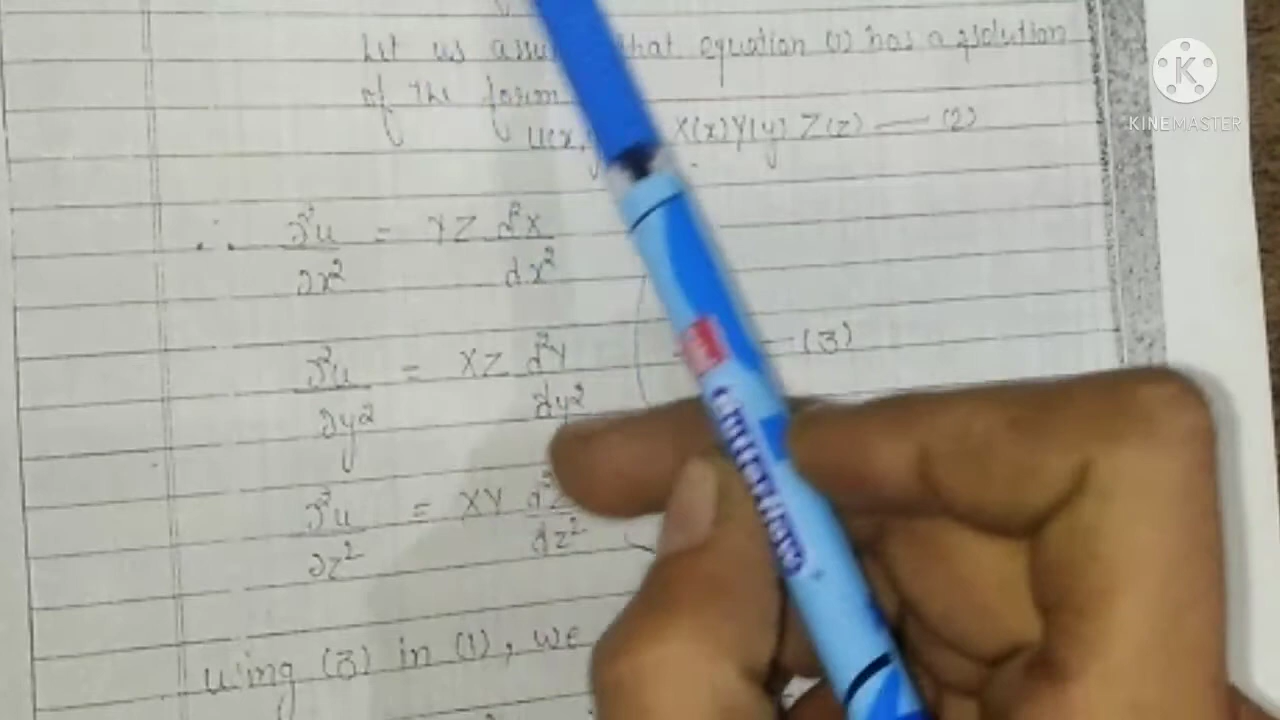 Let us that equation (1) has a solution
of the form
u(x, X(x)Y(y) Z(z) — (2)
∴ ∂²u/∂x² = YZ d²X/dx²
∂²u/∂y² = XZ d²Y/dy² — (3)
∂²u/∂z² = XY d²Z/dz²
using (3) in (1), we
Butterflow
KINEMASTER